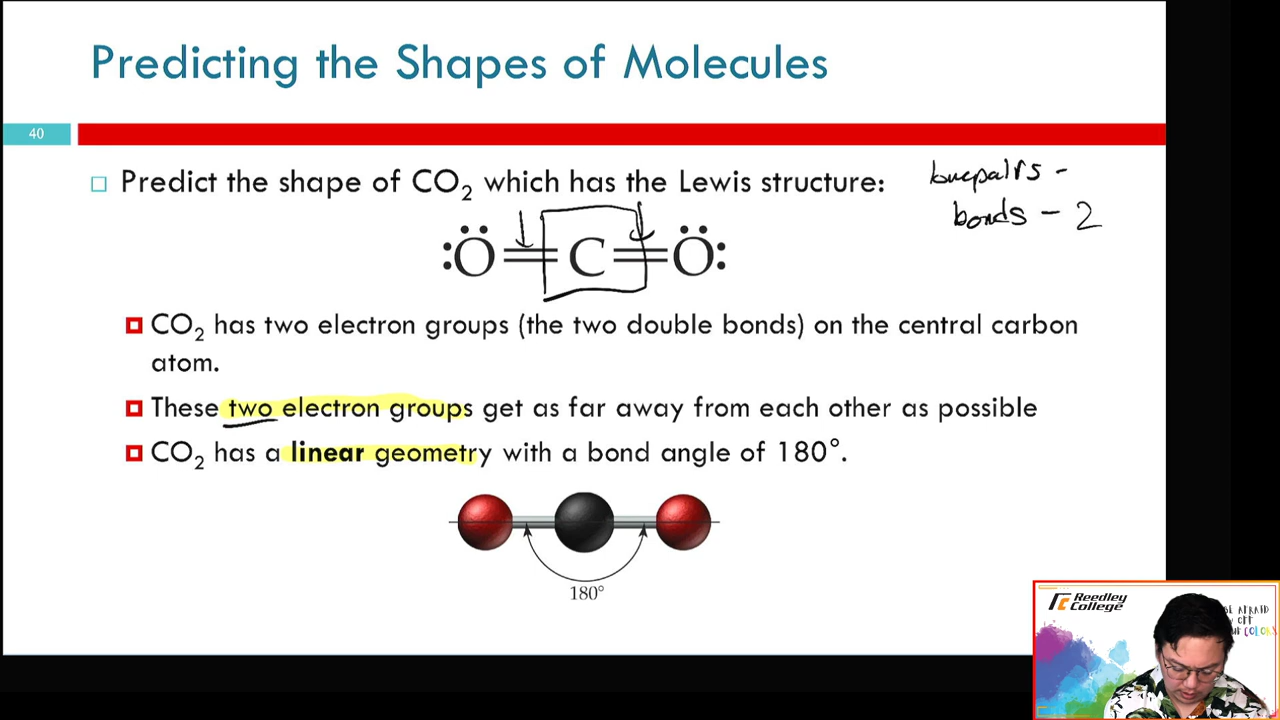 Predicting the Shapes of Molecules
40
Predict the shape of CO₂ which has the Lewis structure:
:Ö=C=Ö:
CO₂ has two electron groups (the two double bonds) on the central carbon
atom.
These two electron groups get as far away from each other as possible
CO₂ has a linear geometry with a bond angle of 180°.
180°
bonds - 2
Reedley
College
AFRAID
OFF
COLORS